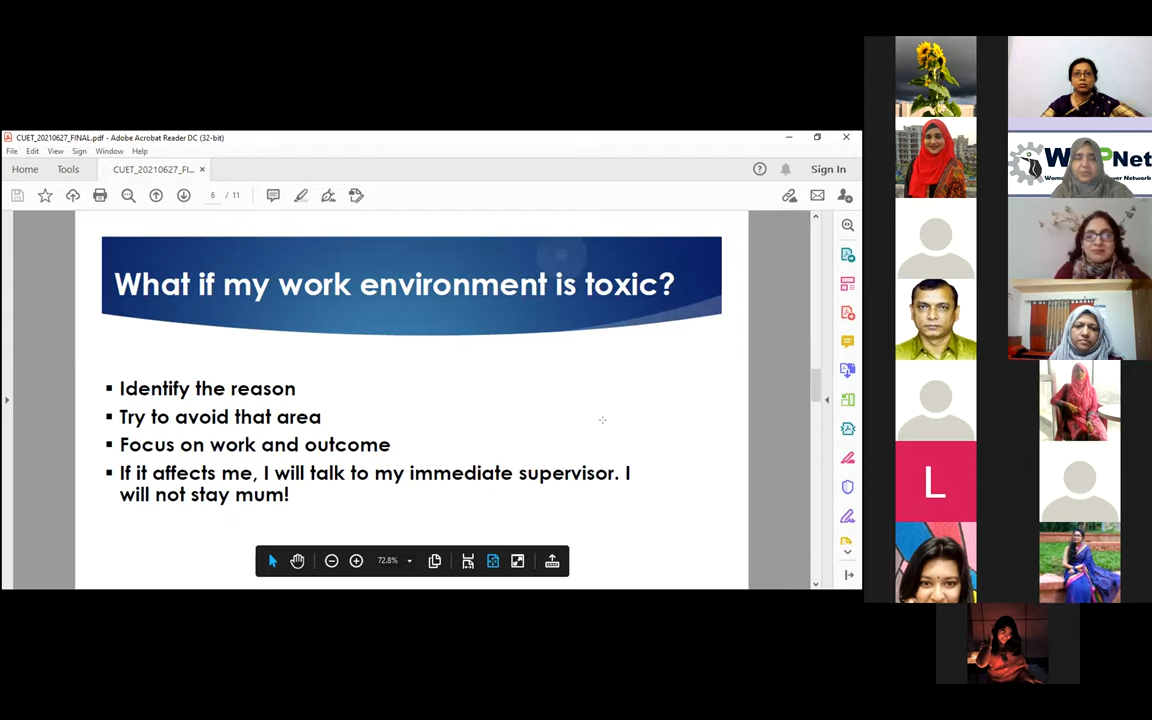 CUET_20210627_FINAL.pdf - Adobe Acrobat Reader DC (32-bit)
File Edit View Sign Window Help
Home Tools CUET_20210627_FI... × Sign In
6 / 11
What if my work environment is toxic?
▪ Identify the reason
▪ Try to avoid that area
▪ Focus on work and outcome
▪ If it affects me, I will talk to my immediate supervisor. I
will not stay mum!
72.8%
Net
Network
L